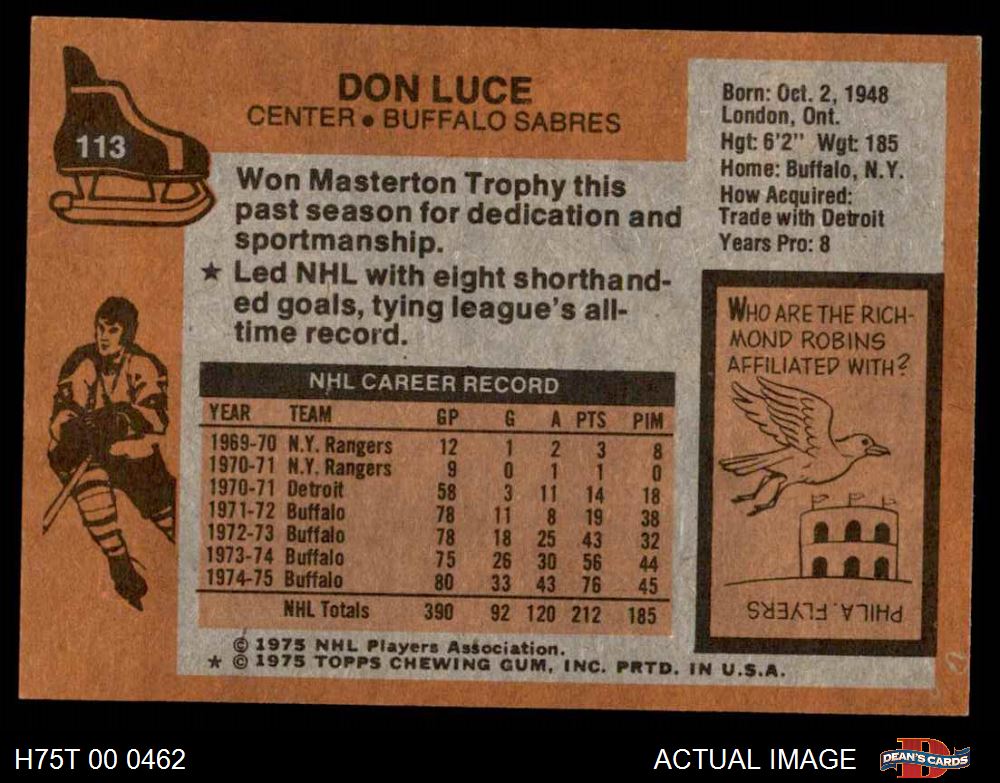 113
DON LUCE
CENTER • BUFFALO SABRES
Won Masterton Trophy this
past season for dedication and
sportmanship.
★ Led NHL with eight shorthand-
ed goals, tying league's all-
time record.
Born: Oct. 2, 1948
London, Ont.
Hgt: 6'2" Wgt: 185
Home: Buffalo, N.Y.
How Acquired:
Trade with Detroit
Years Pro: 8
WHO ARE THE RICH-
MOND ROBINS
AFFILIATED WITH?
PHILA. FLYERS
NHL CAREER RECORD
YEAR TEAM GP G A PTS PIM
1969-70 N.Y. Rangers 12 1 2 3 8
1970-71 N.Y. Rangers 9 0 1 1 0
1970-71 Detroit 58 3 11 14 18
1971-72 Buffalo 78 11 8 19 38
1972-73 Buffalo 78 18 25 43 32
1973-74 Buffalo 75 26 30 56 44
1974-75 Buffalo 80 33 43 76 45
NHL Totals 390 92 120 212 185
© 1975 NHL Players Association.
★ © 1975 TOPPS CHEWING GUM, INC. PRTD. IN U.S.A.
H75T 00 0462
ACTUAL IMAGE
D
DEAN'S CARDS